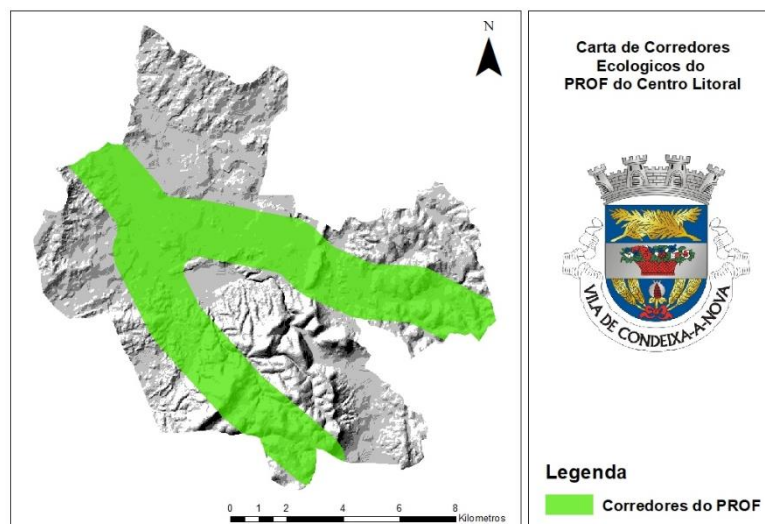 N
0 1 2 4 6 8
Kilometros
Carta de Corredores
Ecologicos do
PROF do Centro Litoral
VILA DE CONDEIXA-A-NOVA
Legenda
Corredores do PROF